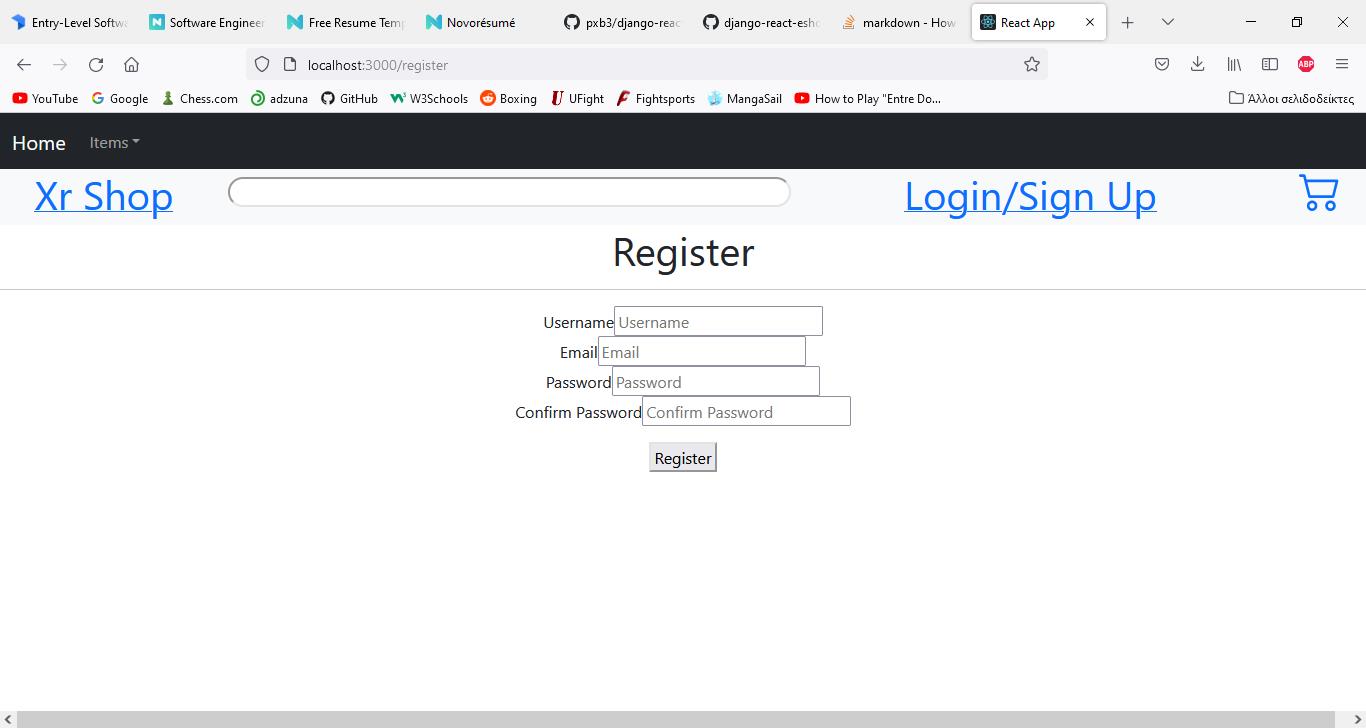 Entry-Level Softwa Software Engineer Free Resume Temp Novorésumé pxb3/django-reac django-react-esho markdown - How React App
localhost:3000/register
YouTube Google Chess.com adzuna GitHub W3Schools Boxing UFight Fightsports MangaSail How to Play "Entre Do... Άλλοι σελιδοδείκτες
Home Items
Xr Shop Login/Sign Up
Register
Username Username
Email Email
Password Password
Confirm Password Confirm Password
Register